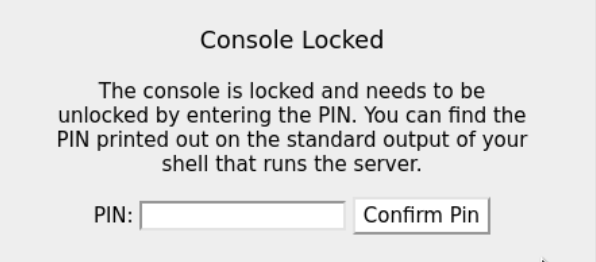 Console Locked
The console is locked and needs to be
unlocked by entering the PIN. You can find the
PIN printed out on the standard output of your
shell that runs the server.
PIN: Confirm Pin